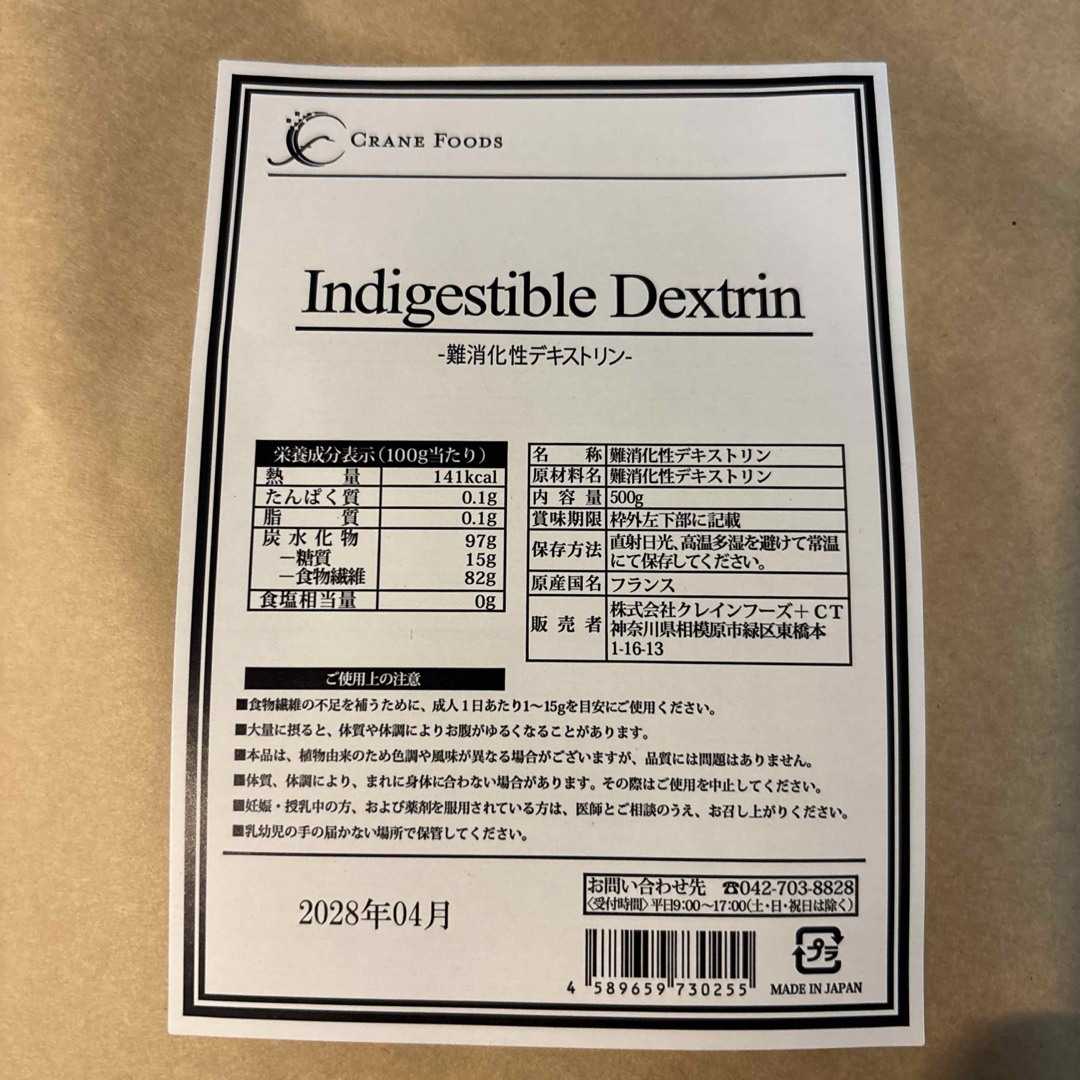 CRANE FOODS
Indigestible Dextrin
-難消化性デキストリン-
栄養成分表示(100g当たり)
熱量 141kcal
たんぱく質 0.1g
脂質 0.1g
炭水化物 97g
－糖質 15g
－食物繊維 82g
食塩相当量 0g
名称 難消化性デキストリン
原材料名 難消化性デキストリン
内容量 500g
賞味期限 枠外左下部に記載
保存方法 直射日光、高温多湿を避けて常温
にて保存してください。
原産国名 フランス
販売者 株式会社クレインフーズ＋CT
神奈川県相模原市緑区東橋本
1-16-13
ご使用上の注意
■食物繊維の不足を補うために、成人1日あたり1～15gを目安にご使用ください。
■大量に摂ると、体質や体調によりお腹がゆるくなることがあります。
■本品は、植物由来のため色調や風味が異なる場合がございますが、品質には問題はありません。
■体質、体調により、まれに身体に合わない場合があります。その際はご使用を中止してください。
■妊娠・授乳中の方、および薬剤を服用されている方は、医師とご相談のうえ、お召し上がりください。
■乳幼児の手の届かない場所で保管してください。
2028年04月
お問い合わせ先 ☎042-703-8828
〈受付時間〉平日9:00～17:00(土・日・祝日は除く)
4 589659 730255
プラ
MADE IN JAPAN